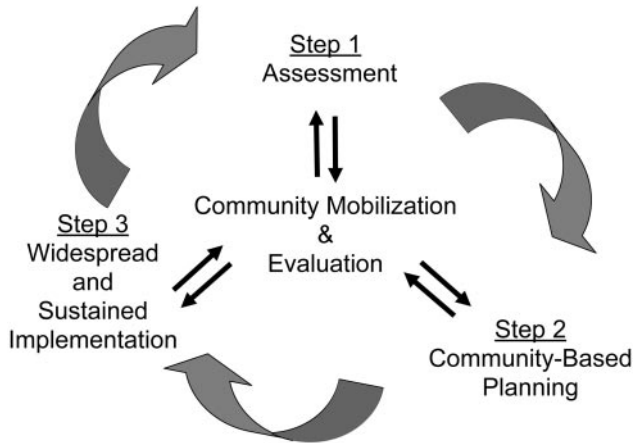 Step 1
Assessment
Community Mobilization
&
Evaluation
Step 2
Community-Based
Planning
Step 3
Widespread
and
Sustained
Implementation